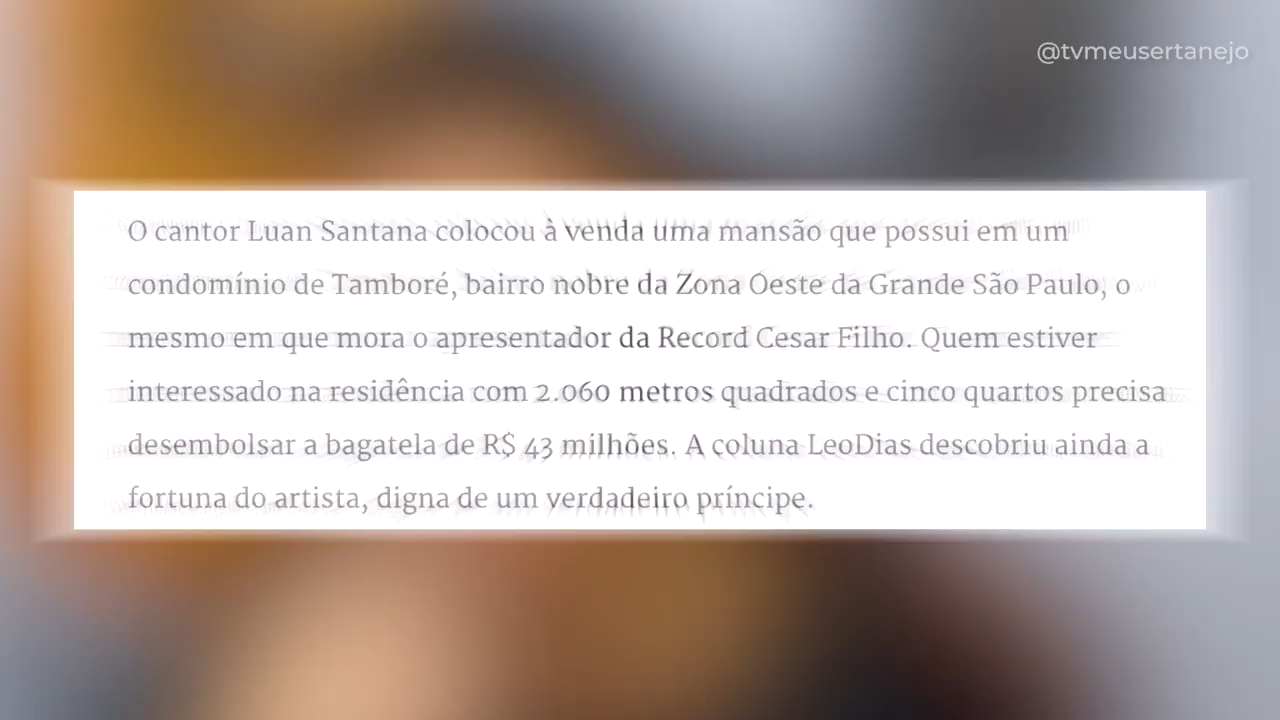 @tvmeusertanejo
O cantor Luan Santana colocou à venda uma mansão que possui em um
condomínio de Tamboré, bairro nobre da Zona Oeste da Grande São Paulo, o
mesmo em que mora o apresentador da Record Cesar Filho. Quem estiver
interessado na residência com 2.060 metros quadrados e cinco quartos precisa
desembolsar a bagatela de R$ 43 milhões. A coluna LeoDias descobriu ainda a
fortuna do artista, digna de um verdadeiro príncipe.